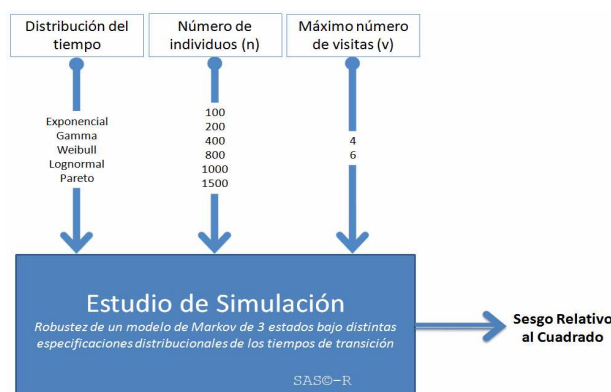 Distribución del
tiempo
Número de
individuos (n)
Máximo número
de visitas (v)
Exponencial
Gamma
Weibull
Lognormal
Pareto
100
200
400
800
1000
1500
4
6
Estudio de Simulación
Robustez de un modelo de Markov de 3 estados bajo distintas
especificaciones distribucionales de los tiempos de transición
SAS©-R
Sesgo Relativo
al Cuadrado